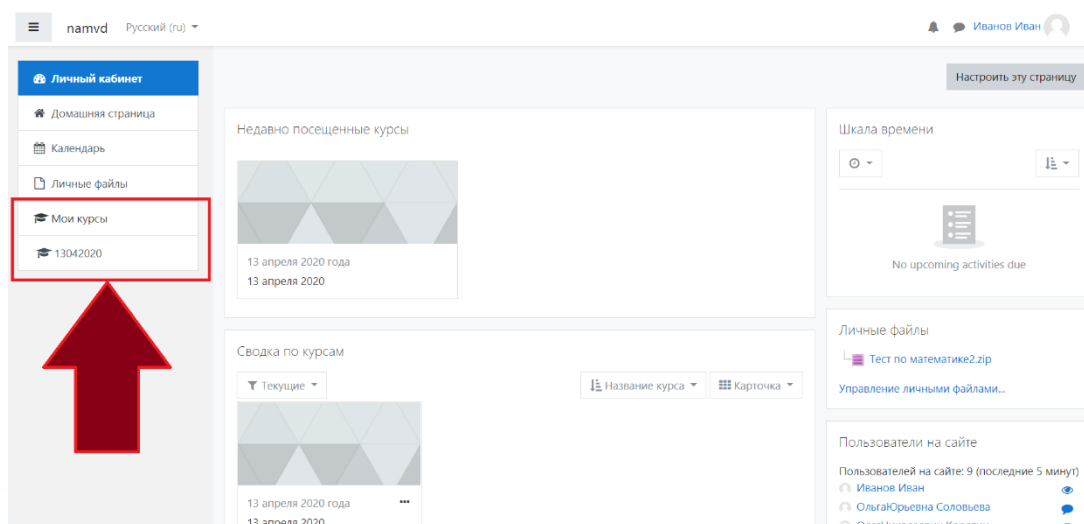 namvd Русский (ru)
Иванов Иван
Личный кабинет
Домашняя страница
Календарь
Личные файлы
Мои курсы
13042020
Настроить эту страницу
Недавно посещенные курсы
13 апреля 2020 года
13 апреля 2020
Сводка по курсам
Текущие
Название курса
Карточка
13 апреля 2020 года
13 апреля 2020
Шкала времени
No upcoming activities due
Личные файлы
Тест по математике2.zip
Управление личными файлами...
Пользователи на сайте
Пользователей на сайте: 9 (последние 5 минут)
Иванов Иван
ОльгаЮрьевна Соловьева